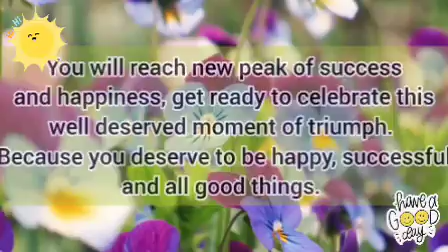 Hi
You will reach new peak of success
and happiness, get ready to celebrate this
well deserved moment of triumph.
Because you deserve to be happy, successful
and all good things.
have a
GOOD
day